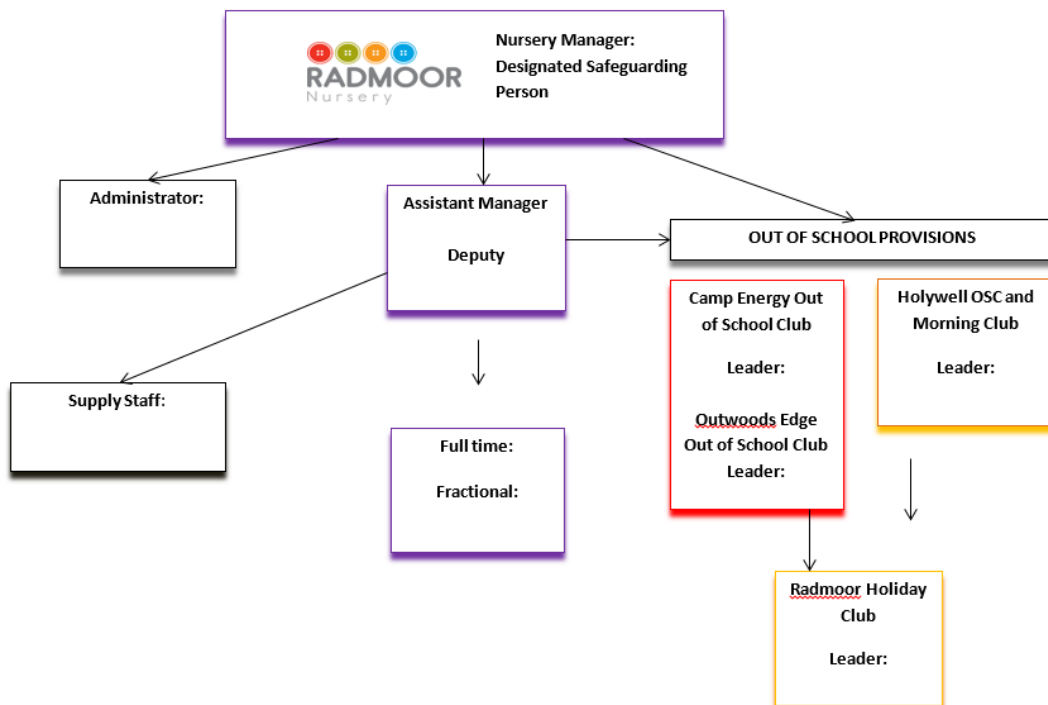 RADMOOR
Nursery
Nursery Manager:
Designated Safeguarding
Person
Administrator:
Assistant Manager
Deputy
OUT OF SCHOOL PROVISIONS
Supply Staff:
Full time:
Fractional:
Camp Energy Out
of School Club
Leader:
Outwoods Edge
Out of School Club
Leader:
Holywell OSC and
Morning Club
Leader:
Radmoor Holiday
Club
Leader: